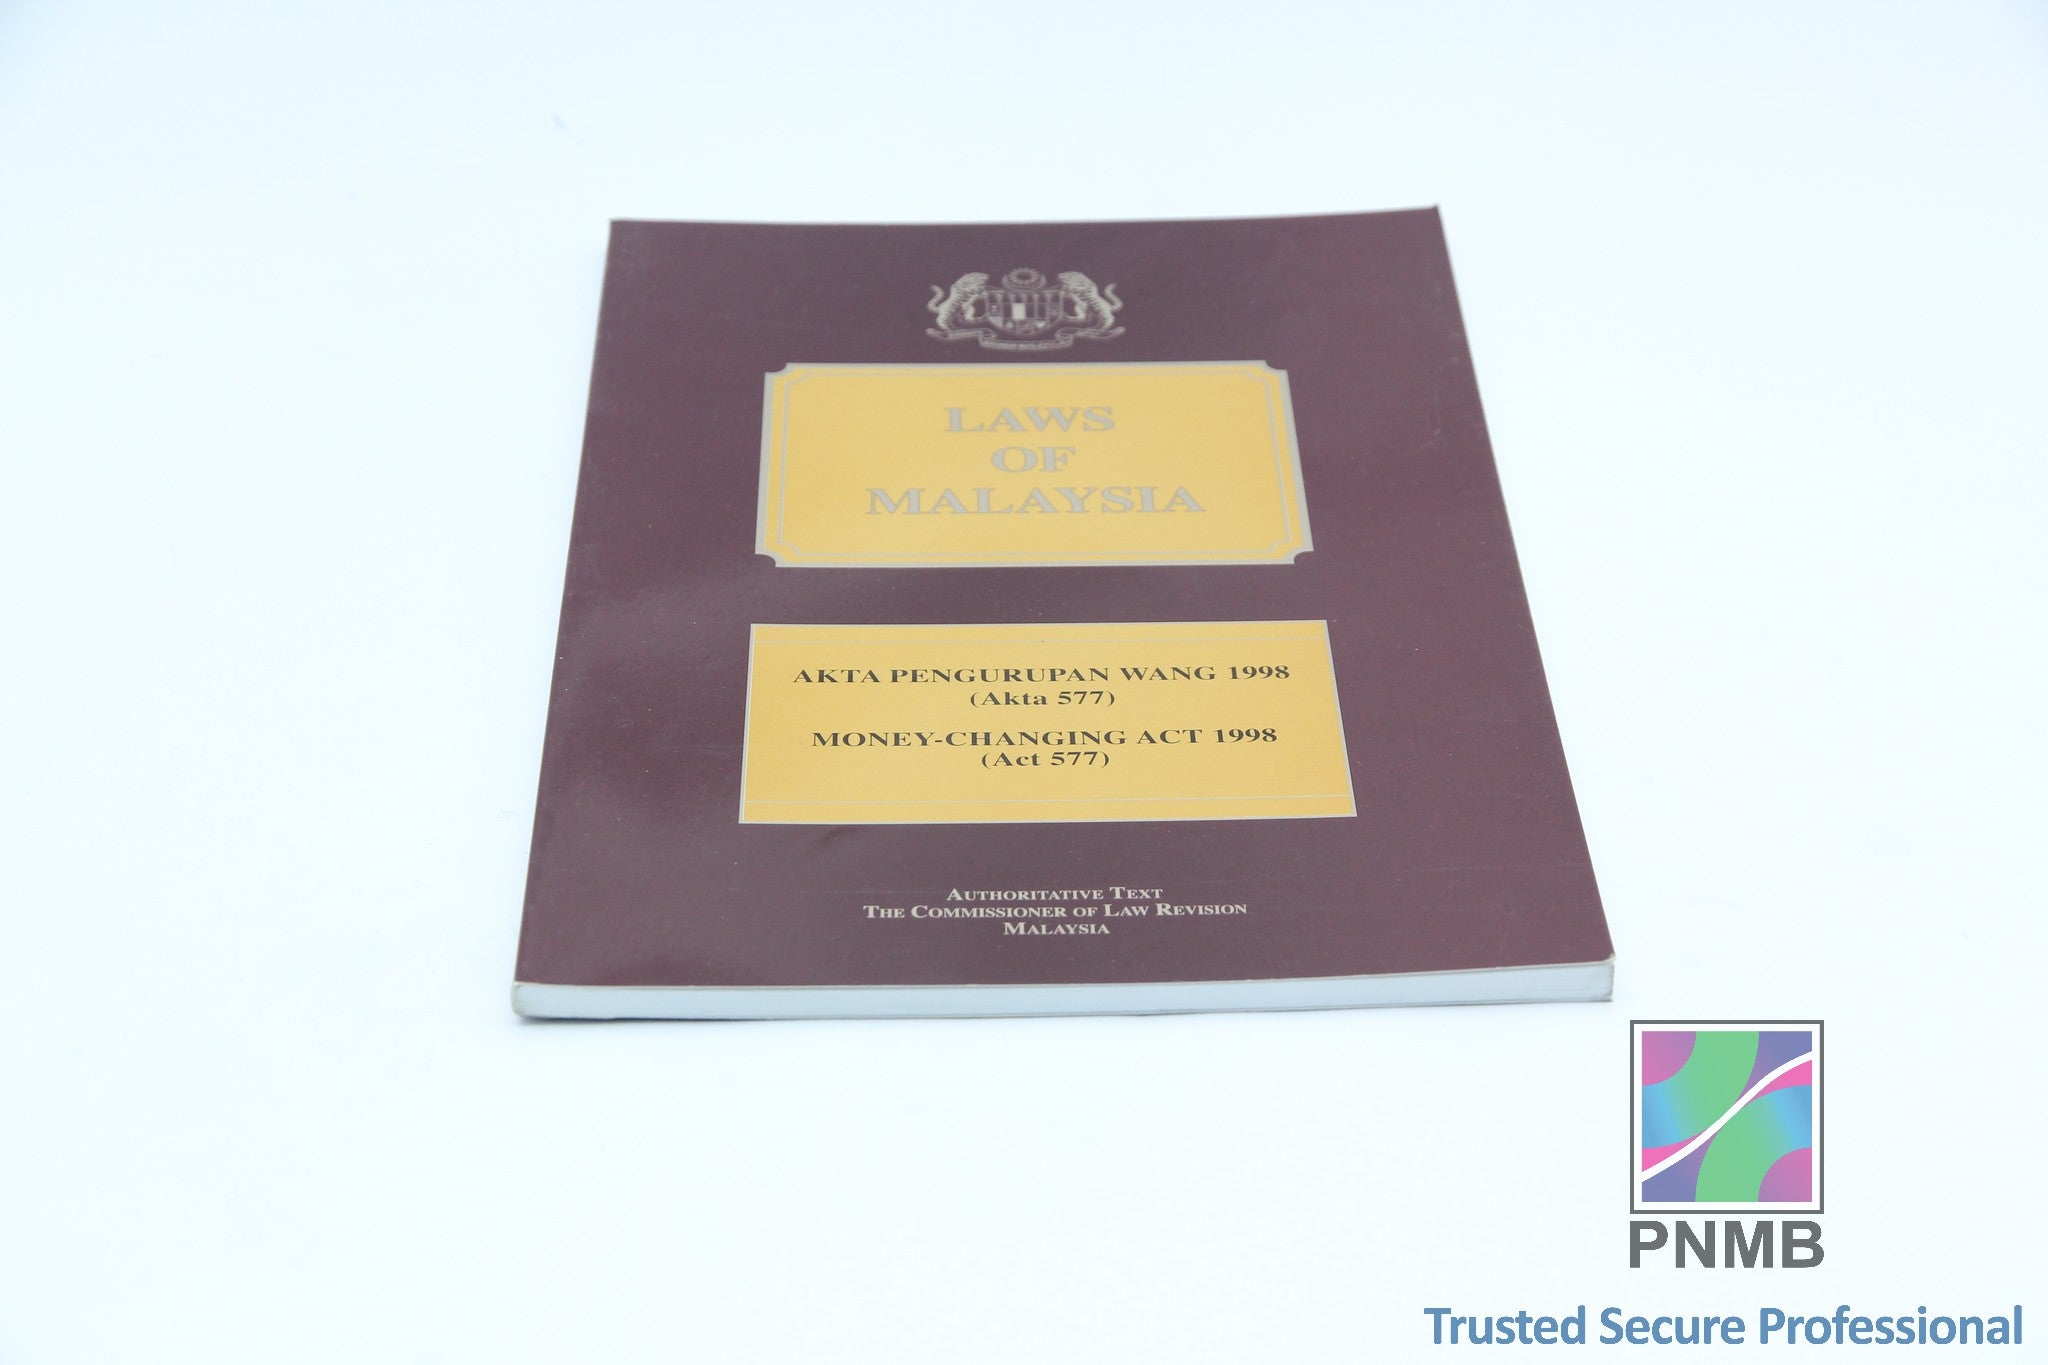 LAWS
OF
MALAYSIA
AKTA PENGURUPAN WANG 1998
(Akta 577)
MONEY-CHANGING ACT 1998
(Act 577)
AUTHORITATIVE TEXT
THE COMMISSIONER OF LAW REVISION
MALAYSIA
PNMB
Trusted Secure Professional